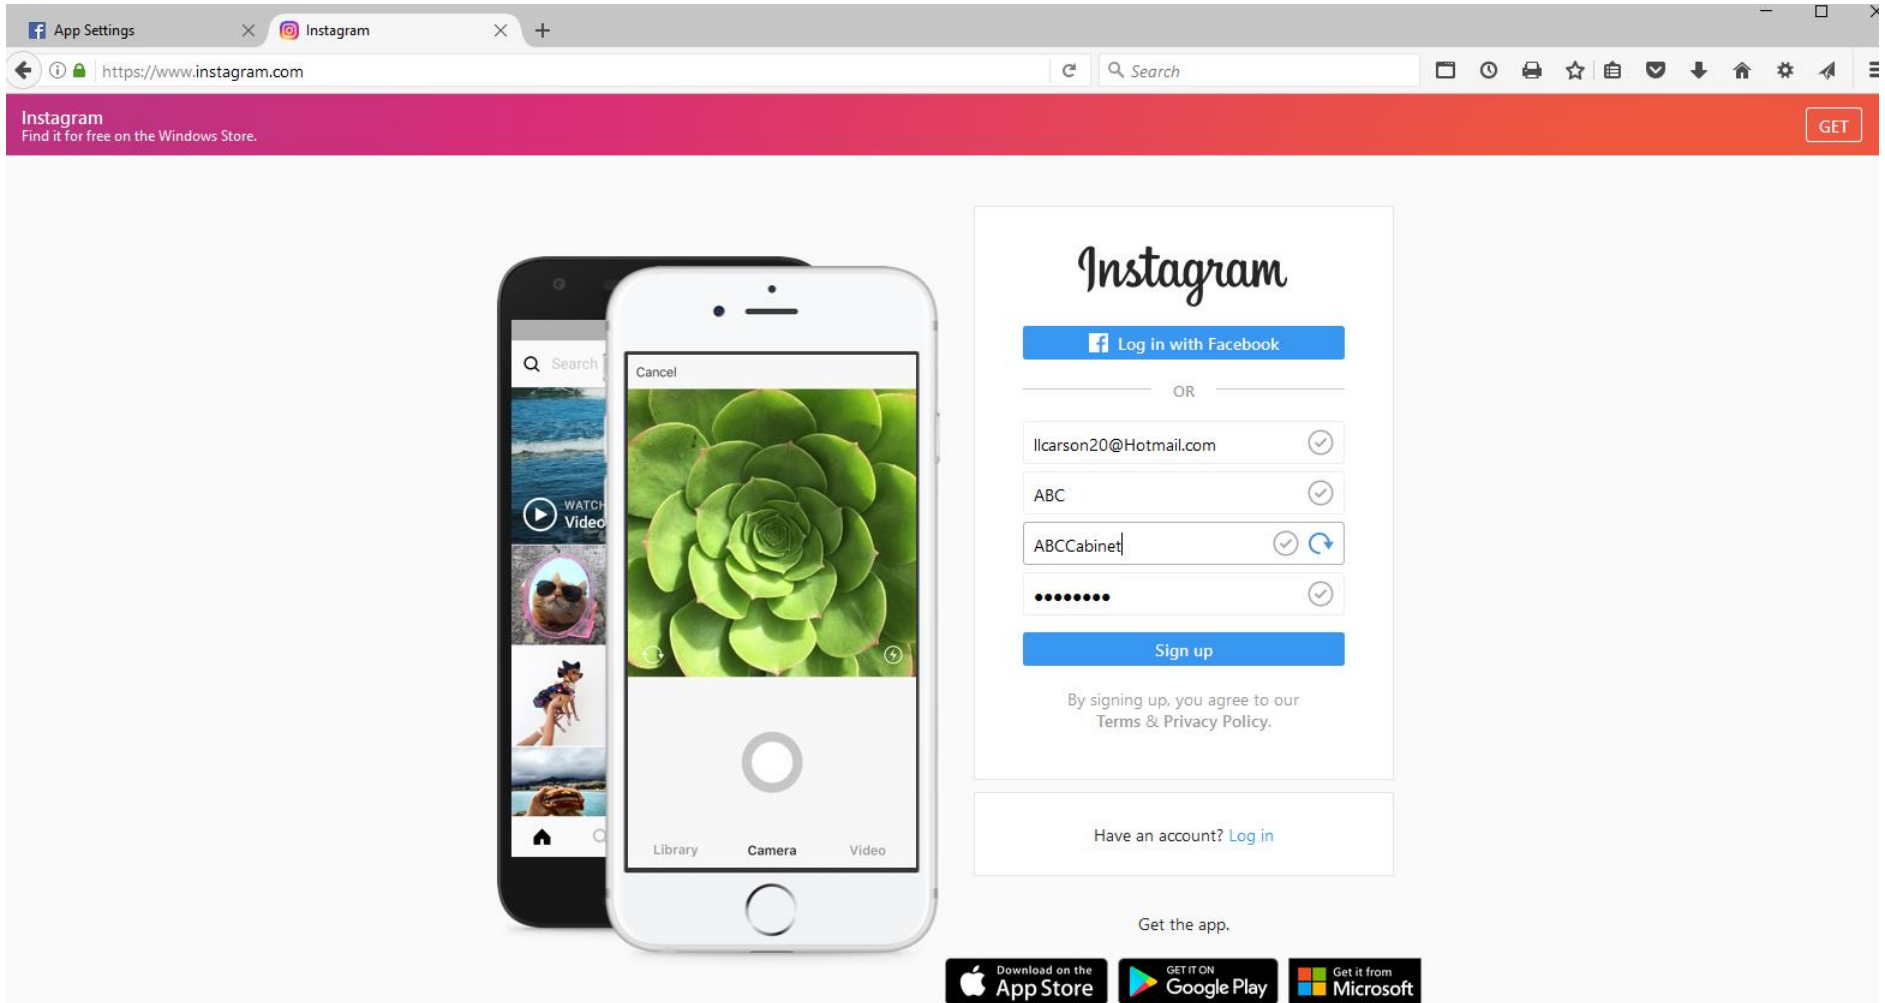 App Settings
Instagram
https://www.instagram.com
Search
Instagram
Find it for free on the Windows Store.
GET
Search
WATCH
Video
Cancel
Library Camera Video
Instagram
Log in with Facebook
OR
llcarson20@Hotmail.com
ABC
ABCCabinet
••••••••
Sign up
By signing up, you agree to our
Terms & Privacy Policy.
Have an account? Log in
Get the app.
Download on the
App Store
GET IT ON
Google Play
Get it from
Microsoft